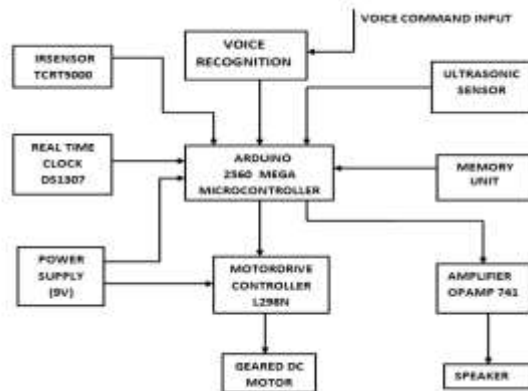 VOICE COMMAND INPUT
VOICE
RECOGNITION
IRSENSOR
TCRT5000
ULTRASONIC
SENSOR
REAL TIME
CLOCK
DS1307
ARDUINO
2560 MEGA
MICROCONTROLLER
MEMORY
UNIT
POWER
SUPPLY
(9V)
MOTORDRIVE
CONTROLLER
L298N
AMPLIFIER
OPAMP 741
GEARED DC
MOTOR
SPEAKER